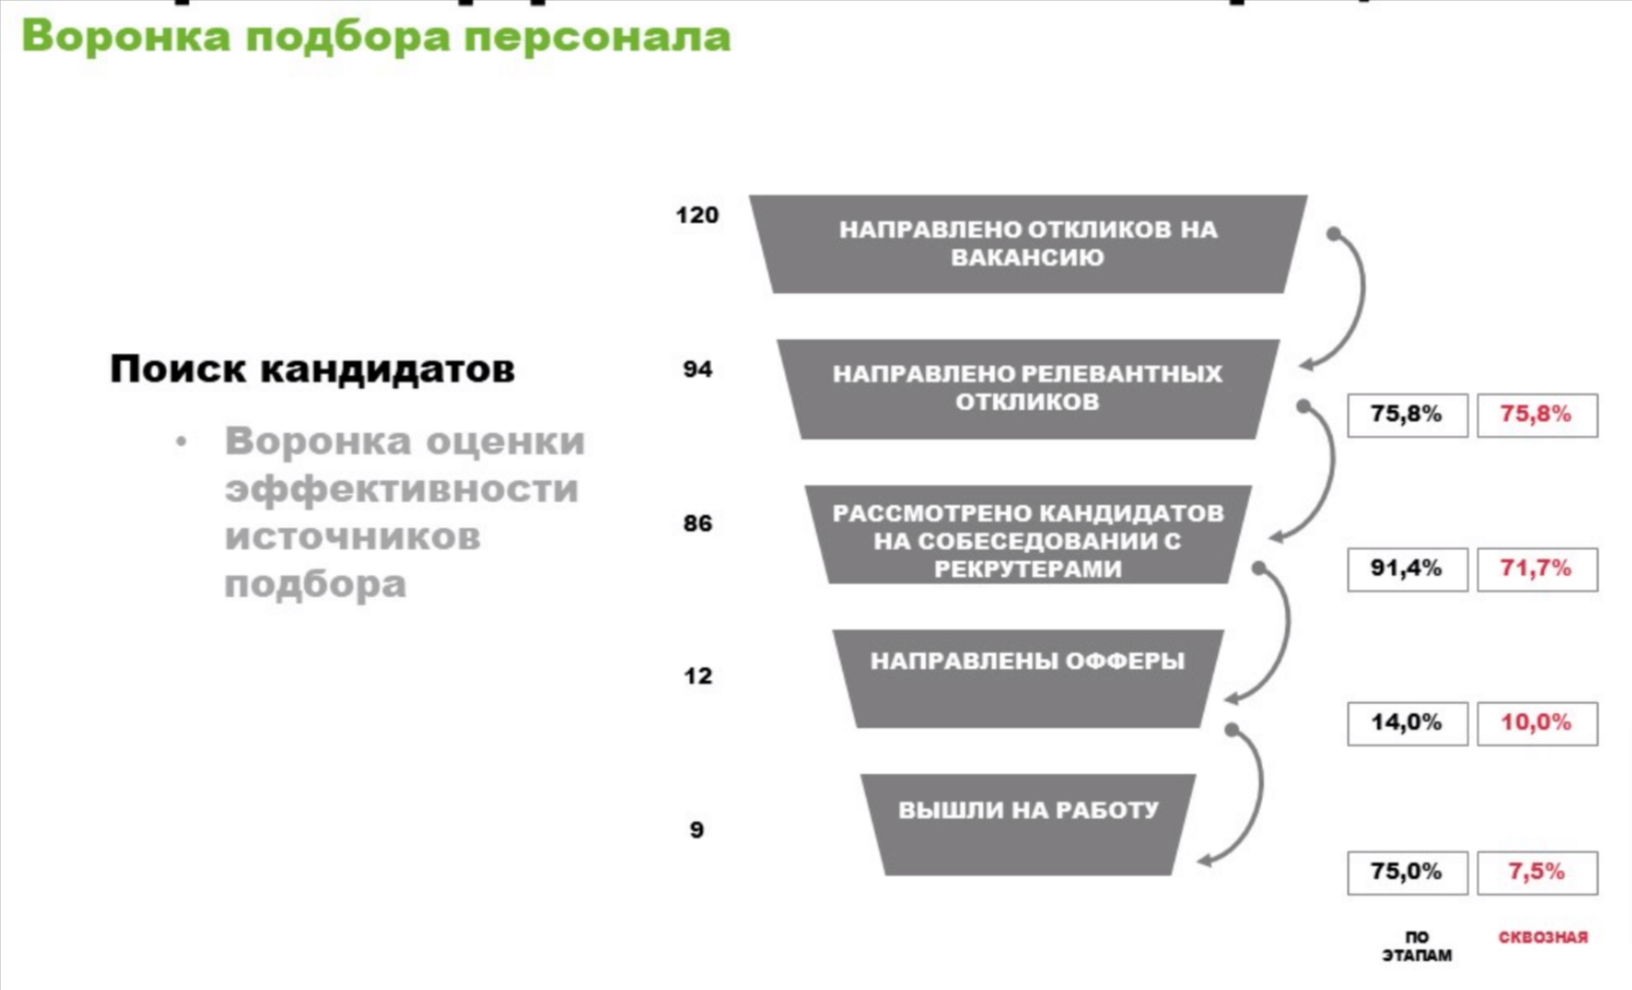 Воронка подбора персонала
120
НАПРАВЛЕНО ОТКЛИКОВ НА
ВАКАНСИЮ
Поиск кандидатов
• Воронка оценки
эффективности
источников
подбора
94
НАПРАВЛЕНО РЕЛЕВАНТНЫХ
ОТКЛИКОВ
75,8% 75,8%
86
РАССМОТРЕНО КАНДИДАТОВ
НА СОБЕСЕДОВАНИИ С
РЕКРУТЕРАМИ
91,4% 71,7%
12
НАПРАВЛЕНЫ ОФФЕРЫ
14,0% 10,0%
9
ВЫШЛИ НА РАБОТУ
75,0% 7,5%
ПО
ЭТАПАМ
СКВОЗНАЯ